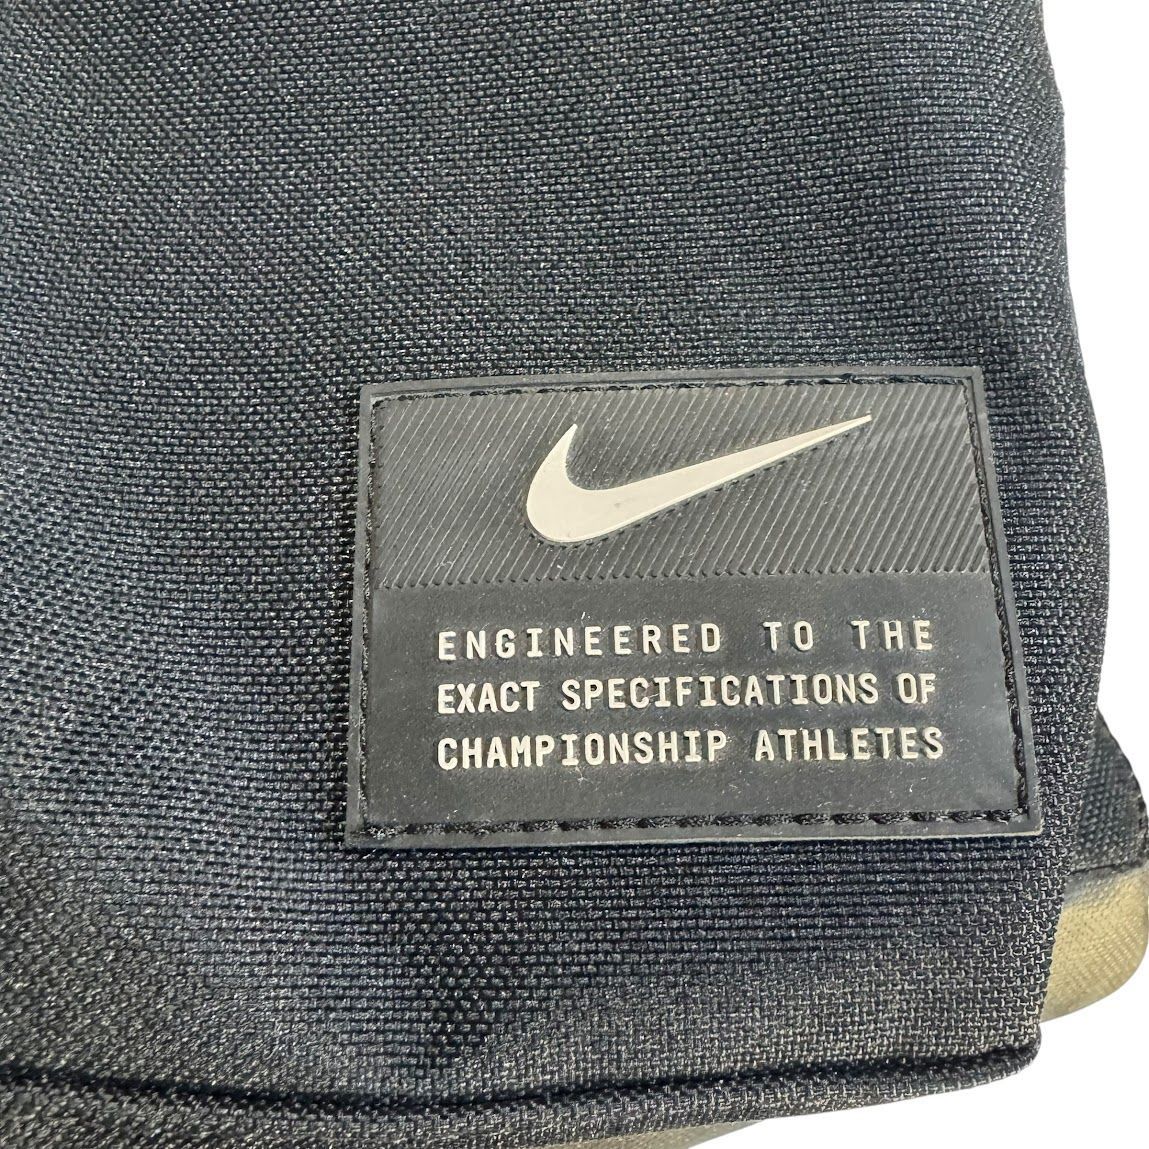 ENGINEERED TO THE
EXACT SPECIFICATIONS OF
CHAMPIONSHIP ATHLETES